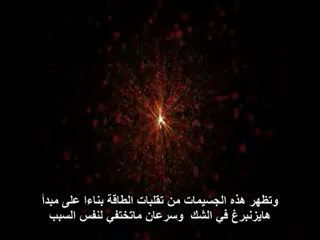 وتظهر هذه الجسيمات من تقلبات الطاقة بناءا على مبدأ
هايزنبرغ في الشك وسرعان ماتختفي لنفس السبب